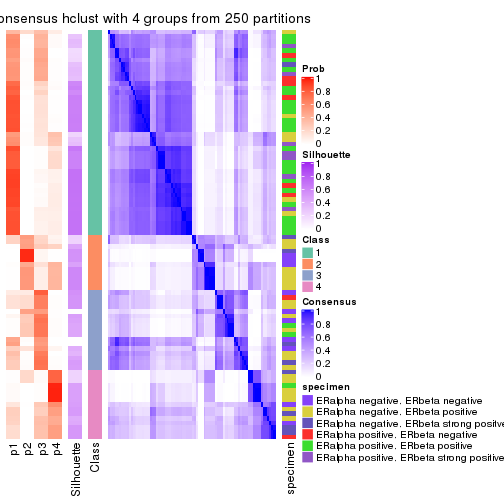 onsensus hclust with 4 groups from 250 partitions
Prob
1
0.8
0.6
0.4
0.2
0
Silhouette
1
0.8
0.6
0.4
0.2
0
Class
1
2
3
4
Consensus
1
0.8
0.6
0.4
0.2
0
specimen
ERalpha negative. ERbeta negative
ERalpha negative. ERbeta positive
ERalpha negative. ERbeta strong positive
ERalpha positive. ERbeta negative
ERalpha positive. ERbeta positive
ERalpha positive. ERbeta strong positive
p1
p2
p3
p4
Silhouette
Class
specimen